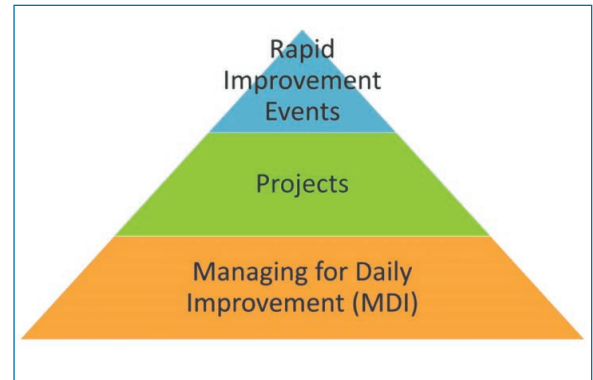 Rapid
Improvement
Events
Projects
Managing for Daily
Improvement (MDI)